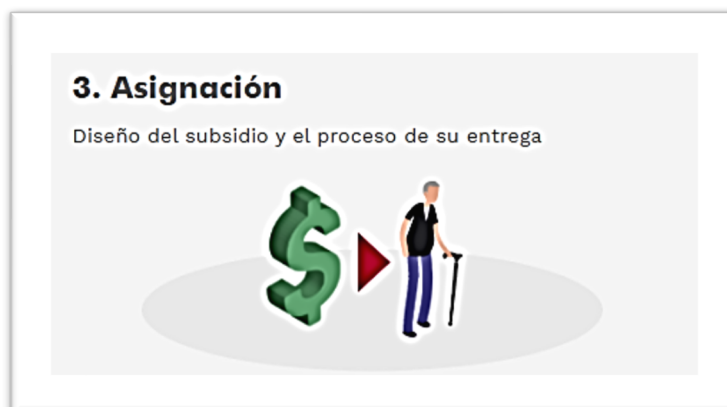 3. Asignación
Diseño del subsidio y el proceso de su entrega